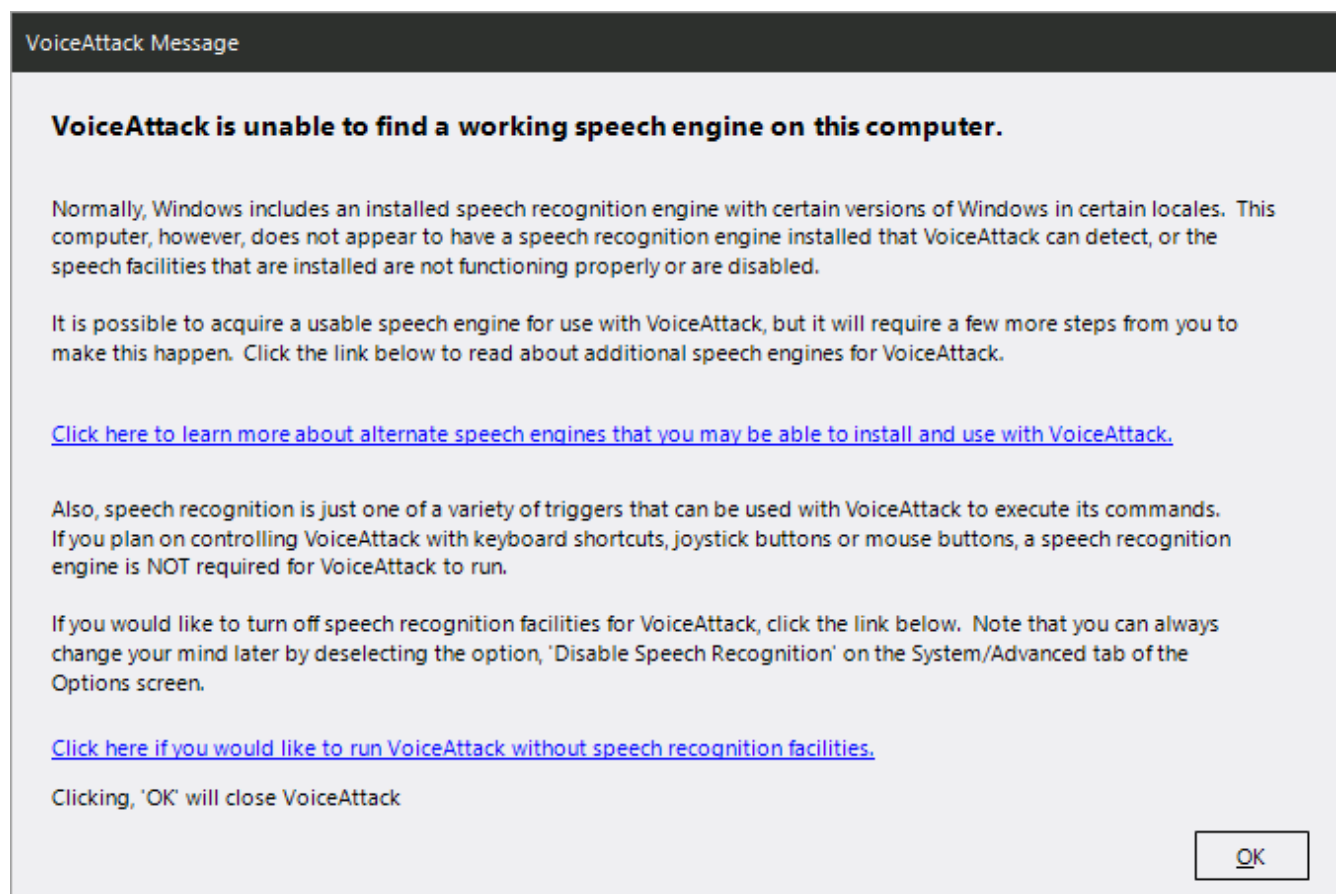 VoiceAttack Message
VoiceAttack is unable to find a working speech engine on this computer.
Normally, Windows includes an installed speech recognition engine with certain versions of Windows in certain locales.  This
computer, however, does not appear to have a speech recognition engine installed that VoiceAttack can detect, or the
speech facilities that are installed are not functioning properly or are disabled.
It is possible to acquire a usable speech engine for use with VoiceAttack, but it will require a few more steps from you to
make this happen.  Click the link below to read about additional speech engines for VoiceAttack.
Click here to learn more about alternate speech engines that you may be able to install and use with VoiceAttack.
Also, speech recognition is just one of a variety of triggers that can be used with VoiceAttack to execute its commands.
If you plan on controlling VoiceAttack with keyboard shortcuts, joystick buttons or mouse buttons, a speech recognition
engine is NOT required for VoiceAttack to run.
If you would like to turn off speech recognition facilities for VoiceAttack, click the link below.  Note that you can always
change your mind later by deselecting the option, 'Disable Speech Recognition' on the System/Advanced tab of the
Options screen.
Click here if you would like to run VoiceAttack without speech recognition facilities.
Clicking, 'OK' will close VoiceAttack
OK